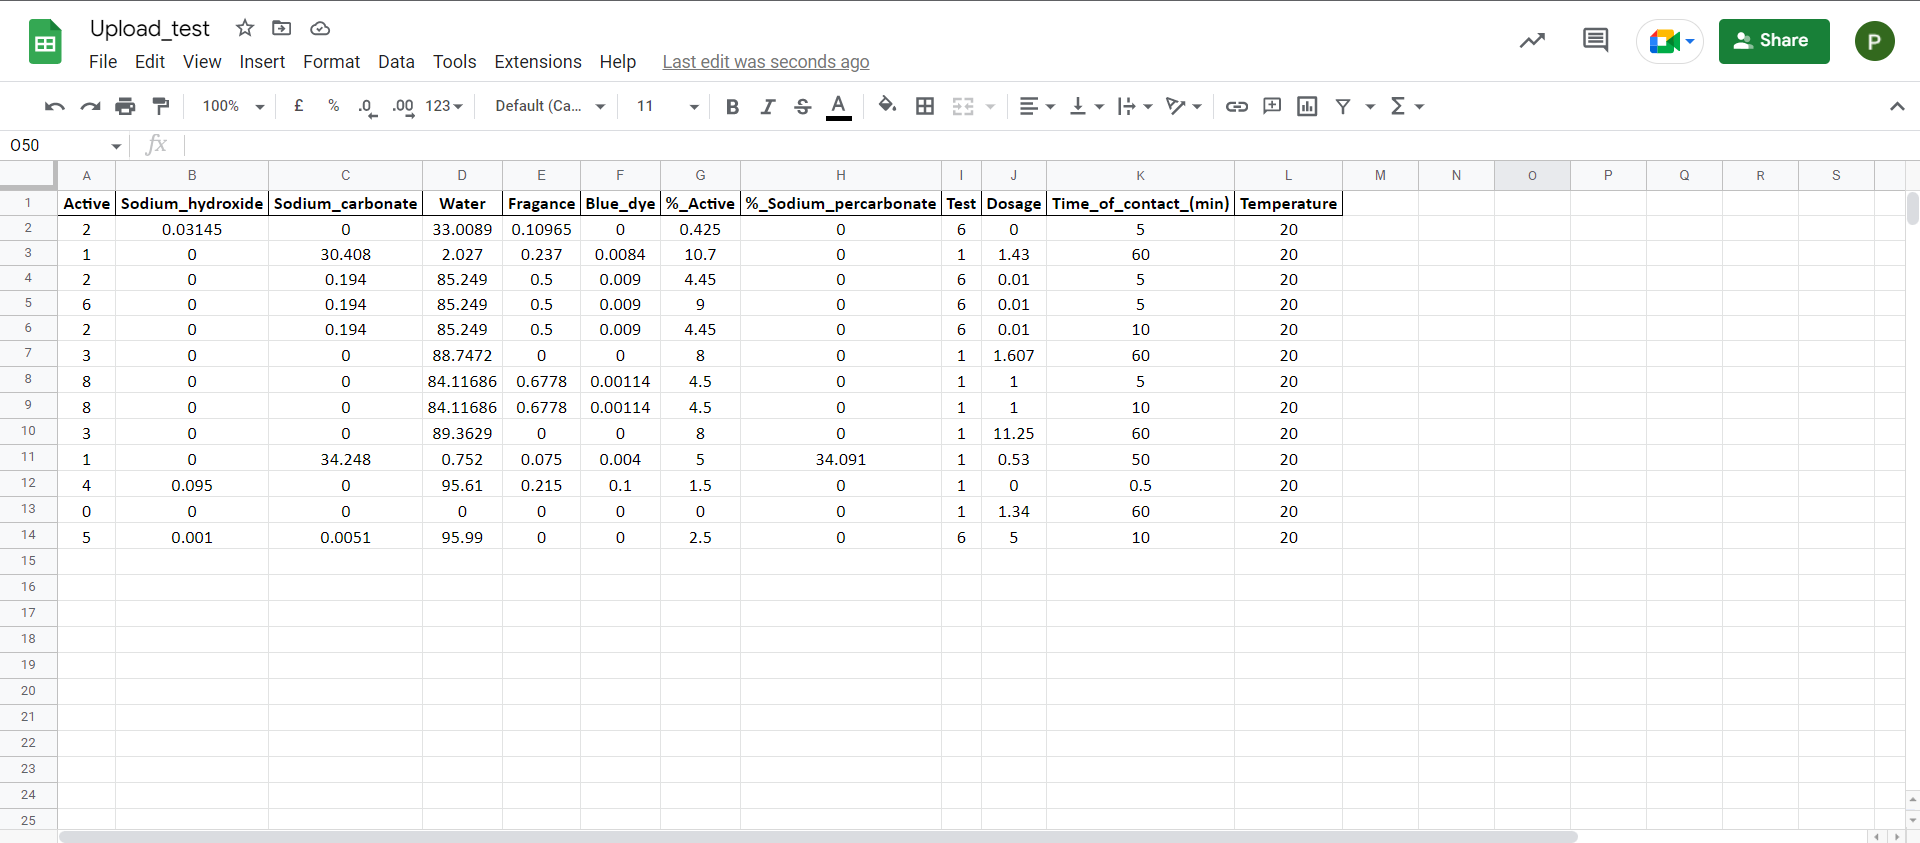 Upload_test
File Edit View Insert Format Data Tools Extensions Help Last edit was seconds ago
Share
P
100% £ % .0 .00 123 Default (Ca... 11 B I S A
O50 fx
A B C D E F G H I J K L M N O P Q R S
1 Active Sodium_hydroxide Sodium_carbonate Water Fragance Blue_dye %_Active %_Sodium_percarbonate Test Dosage Time_of_contact_(min) Temperature
2 2 0.03145 0 33.0089 0.10965 0 0.425 0 6 0 5 20
3 1 0 30.408 2.027 0.237 0.0084 10.7 0 1 1.43 60 20
4 2 0 0.194 85.249 0.5 0.009 4.45 0 6 0.01 5 20
5 6 0 0.194 85.249 0.5 0.009 9 0 6 0.01 5 20
6 2 0 0.194 85.249 0.5 0.009 4.45 0 6 0.01 10 20
7 3 0 0 88.7472 0 0 8 0 1 1.607 60 20
8 8 0 0 84.11686 0.6778 0.00114 4.5 0 1 1 5 20
9 8 0 0 84.11686 0.6778 0.00114 4.5 0 1 1 10 20
10 3 0 0 89.3629 0 0 8 0 1 11.25 60 20
11 1 0 34.248 0.752 0.075 0.004 5 34.091 1 0.53 50 20
12 4 0.095 0 95.61 0.215 0.1 1.5 0 1 0 0.5 20
13 0 0 0 0 0 0 0 0 1 1.34 60 20
14 5 0.001 0.0051 95.99 0 0 2.5 0 6 5 10 20
15
16
17
18
19
20
21
22
23
24
25